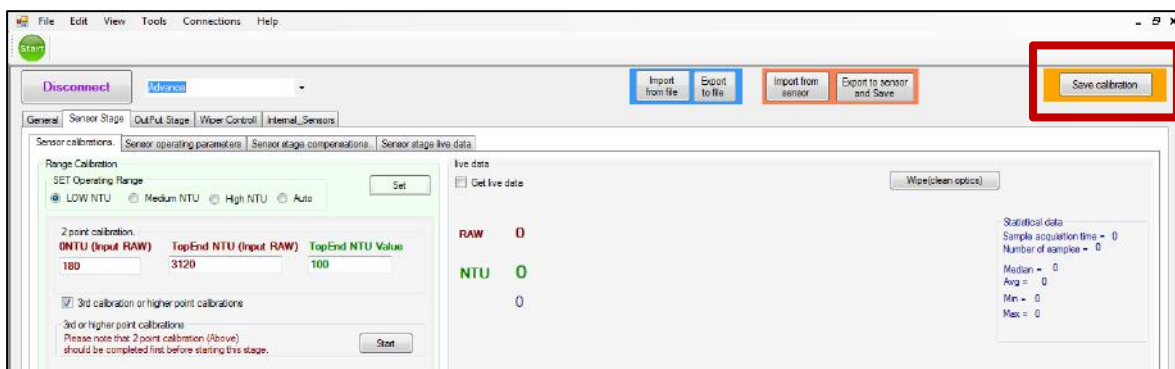 File Edit View Tools Connections Help
Start
Disconnect
Advance
Import from file
Export to file
Import from sensor
Export to sensor and Save
Save calibration
General Sensor Stage OutPut Stage Wiper Controll Internal_Sensors
Sensor calibrations. Sensor operating parameters Sensor stage compensations. Sensor stage live data
Range Calibration
SET Operating Range
Set
LOW NTU Medium NTU High NTU Auto
2 point calibration.
0NTU (Input RAW) TopEnd NTU (Input RAW) TopEnd NTU Value
180 3120 100
3rd calibration or higher point calibrations
3rd or higher point calibrations
Please note that 2 point calibration (Above)
should be completed first before starting this stage.
Start
live data
Get live data
Wipe(clean optics)
RAW 0
NTU 0
0
Statistical data
Sample acquisition time = 0
Number of samples = 0
Median = 0
Avg = 0
Min = 0
Max = 0